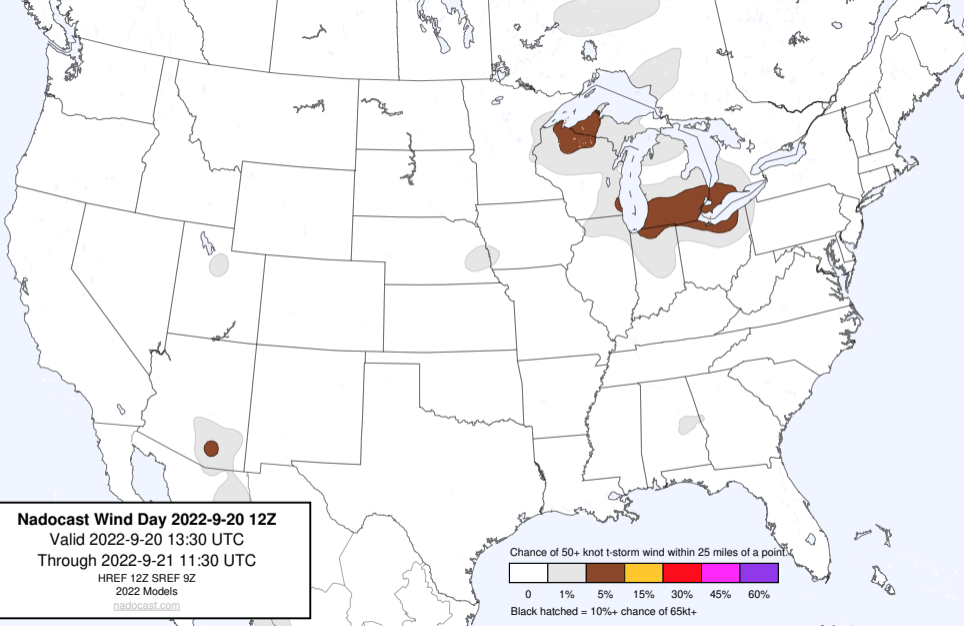 Nadocast Wind Day 2022-9-20 12Z
Valid 2022-9-20 13:30 UTC
Through 2022-9-21 11:30 UTC
HREF 12Z SREF 9Z
2022 Models
nadocast.com
Chance of 50+ knot t-storm wind within 25 miles of a point.
0 1% 5% 15% 30% 45% 60%
Black hatched = 10%+ chance of 65kt+